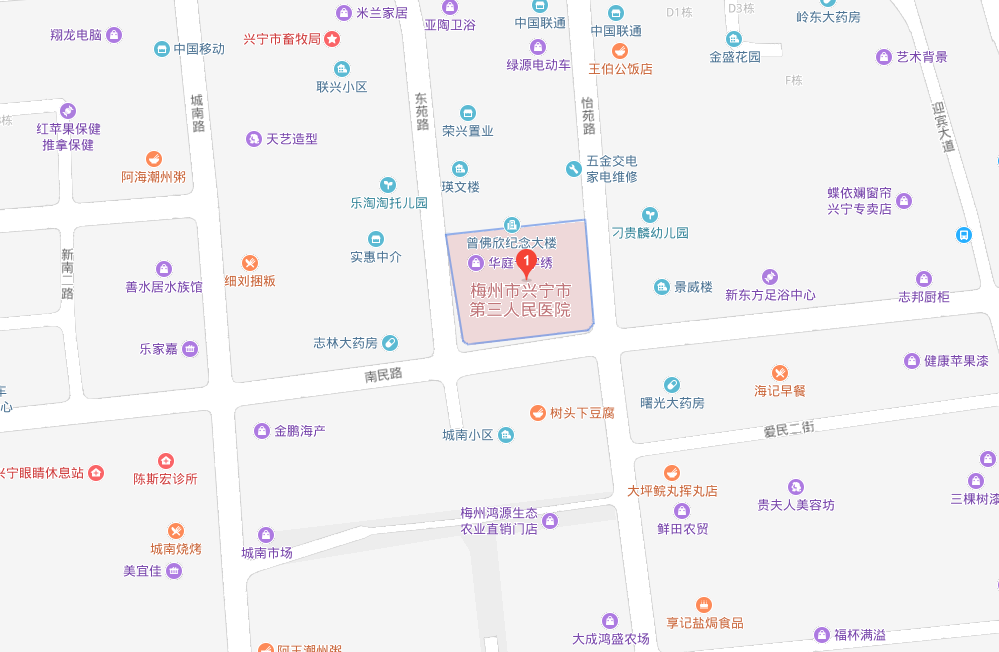 米兰家居
亚陶卫浴
中国联通
中国联通
D1栋
D3栋
岭东大药房
翔龙电脑
中国移动
兴宁市畜牧局
绿源电动车
王伯公饭店
金盛花园
艺术背景
联兴小区
F栋
城南路
东苑路
怡苑路
迎宾大道
栋
红苹果保健
推拿保健
天艺造型
荣兴置业
五金交电
家电维修
阿海潮州粥
瑛文楼
乐淘淘托儿园
蝶依斓窗帘
兴宁专卖店
刁贵麟幼儿园
曾佛欣纪念大楼
实惠中介
华庭
字绣
1
新南二路
善水居水族馆
细刘捆粄
梅州市兴宁市
第三人民医院
景威楼
新东方足浴中心
志邦厨柜
乐家嘉
志林大药房
南民路
健康苹果漆
车
心
海记早餐
曙光大药房
树头下豆腐
爱民二街
金鹏海产
城南小区
兴宁眼睛休息站
陈斯宏诊所
大坪鲩丸挥丸店
贵夫人美容坊
三棵树漆
梅州鸿源生态
农业直销门店
鲜田农贸
城南烧烤
城南市场
美宜佳
享记盐焗食品
大成鸿盛农场
福杯满溢
阿王潮州粥